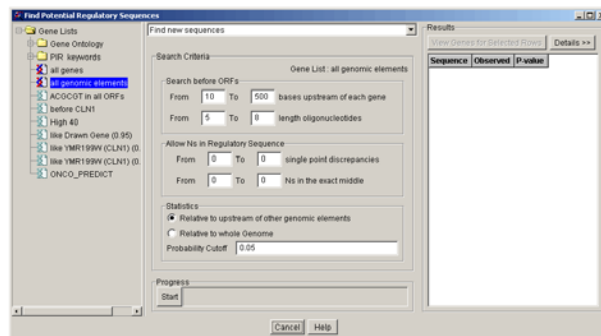 Find Potential Regulatory Sequences
Gene Lists
Gene Ontology
PIR keywords
all genes
all genomic elements
ACGCGT in all ORFs
before CLN1
High 40
like Drawn Gene (0.95)
like YMR199W (CLN1) (0.
like YMR199W (CLN1) (0.
ONCO_PREDICT
Find new sequences
Search Criteria
Gene List : all genomic elements
Search before ORFs
From 10 To 500 bases upstream of each gene
From 5 To 8 length oligonucleotides
Allow Ns in Regulatory Sequence
From 0 To 0 single point discrepancies
From 0 To 0 Ns in the exact middle
Statistics
Relative to upstream of other genomic elements
Relative to whole Genome
Probability Cutoff 0.05
Progress
Start
Results
View Genes for Selected Rows Details >>
Sequence Observed P-value
Cancel Help